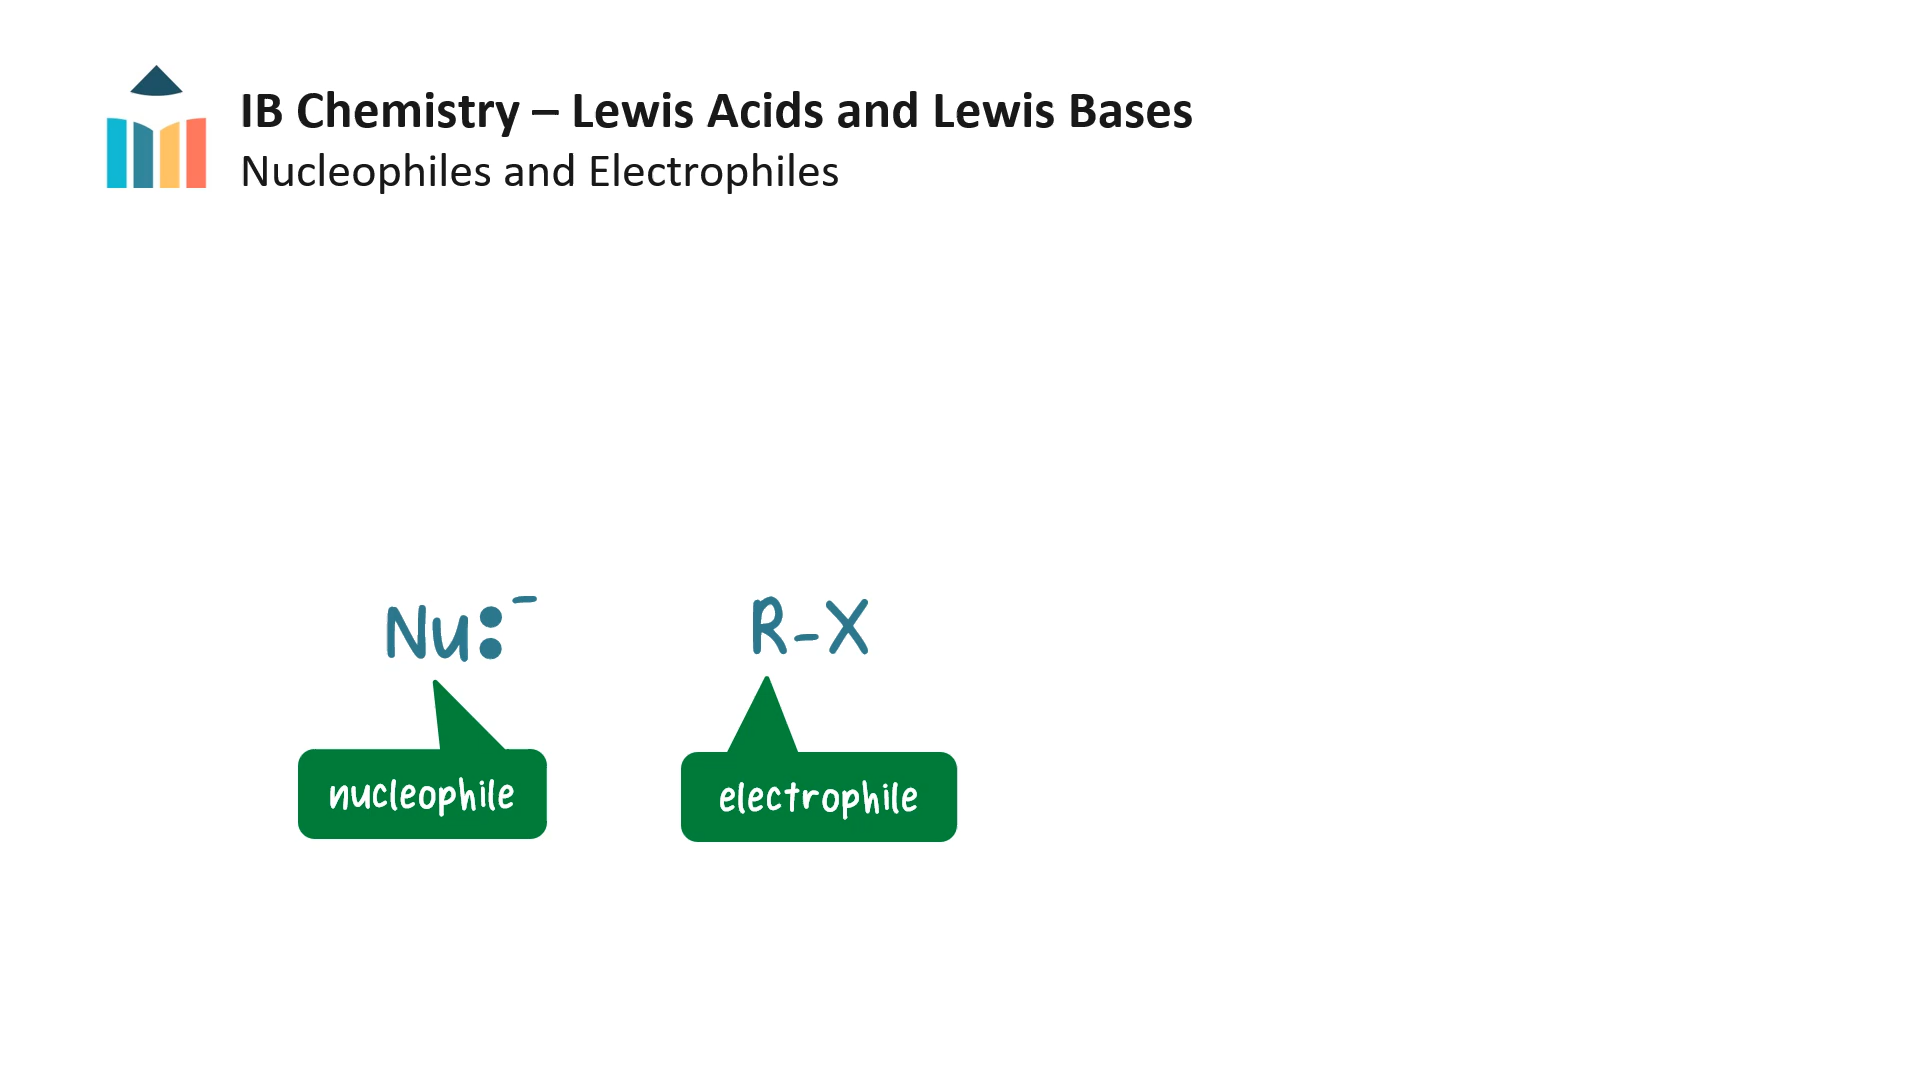 IB Chemistry – Lewis Acids and Lewis Bases
Nucleophiles and Electrophiles
Nu:⁻
R-X
nucleophile
electrophile